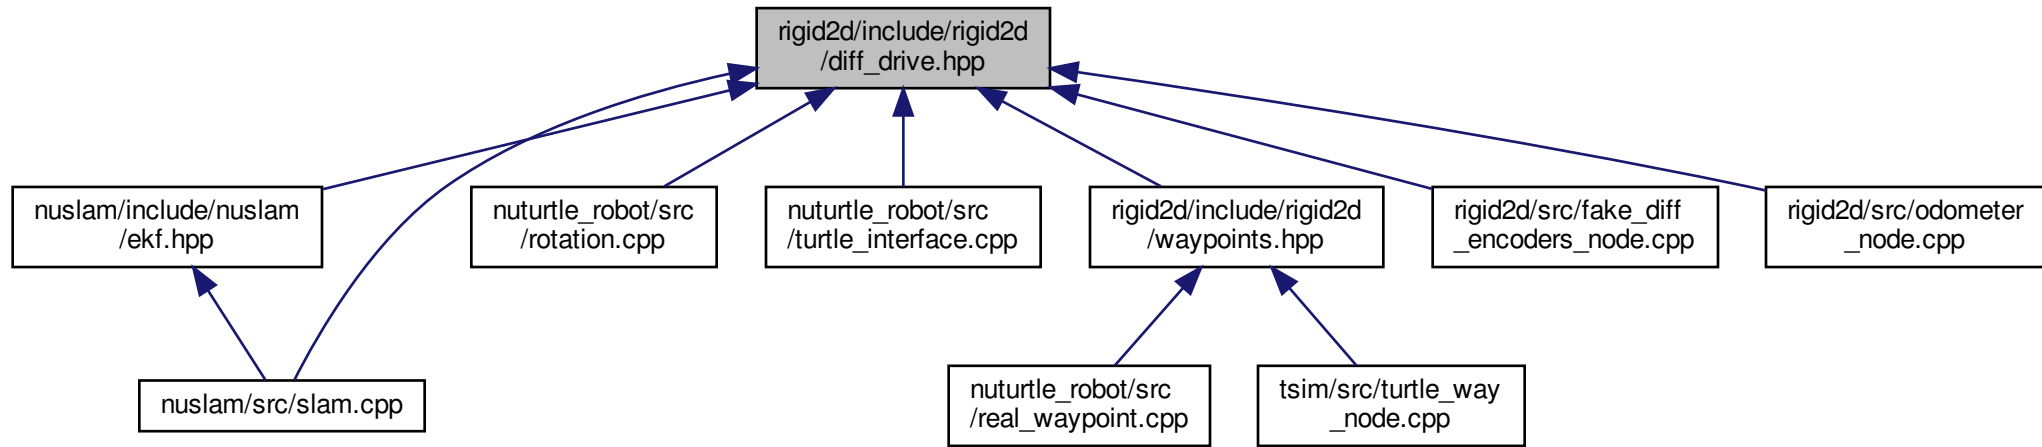 rigid2d/include/rigid2d
/diff_drive.hpp
nuslam/include/nuslam
/ekf.hpp
nuturtle_robot/src
/rotation.cpp
nuturtle_robot/src
/turtle_interface.cpp
rigid2d/include/rigid2d
/waypoints.hpp
rigid2d/src/fake_diff
_encoders_node.cpp
rigid2d/src/odometer
_node.cpp
nuslam/src/slam.cpp
nuturtle_robot/src
/real_waypoint.cpp
tsim/src/turtle_way
_node.cpp